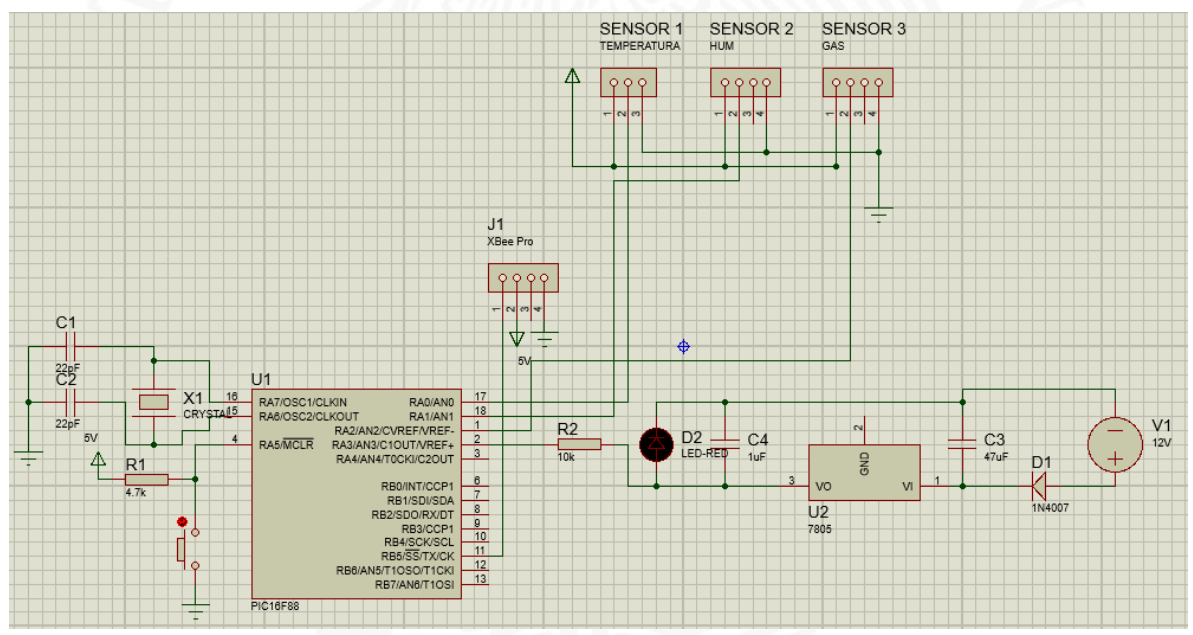 SENSOR 1
TEMPERATURA
1
2
3
SENSOR 2
HUM
1
2
3
4
SENSOR 3
GAS
1
2
3
4
J1
XBee Pro
1
2
3
4
5V
C1
22pF
C2
22pF
X1
CRYSTAL
5V
R1
4.7k
U1
16
RA7/OSC1/CLKIN
15
RA6/OSC2/CLKOUT
4
RA5/MCLR
RA0/AN0
17
RA1/AN1
18
RA2/AN2/CVREF/VREF-
1
RA3/AN3/C1OUT/VREF+
2
RA4/AN4/T0CKI/C2OUT
3
RB0/INT/CCP1
6
RB1/SDI/SDA
7
RB2/SDO/RX/DT
8
RB3/CCP1
9
RB4/SCK/SCL
10
RB5/SS/TX/CK
11
RB6/AN5/T1OSO/T1CKI
12
RB7/AN6/T1OSI
13
PIC16F88
R2
10k
D2
LED-RED
C4
1uF
2
GND
3
VO
VI
1
U2
7805
C3
47uF
D1
1N4007
V1
12V